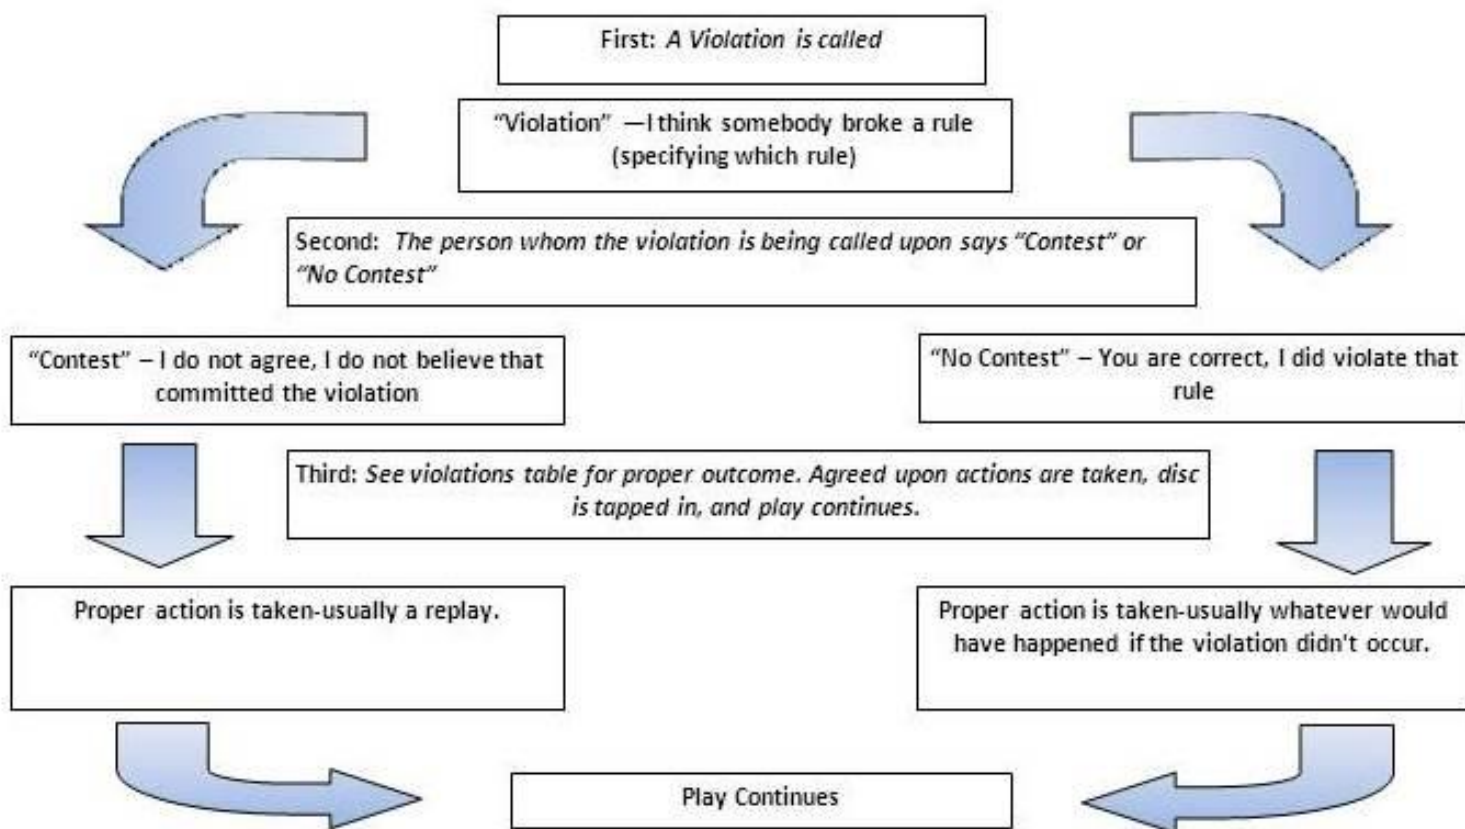 First: A Violation is called
“Violation” —I think somebody broke a rule
(specifying which rule)
Second: The person whom the violation is being called upon says “Contest” or
“No Contest”
“Contest” – I do not agree, I do not believe that
committed the violation
“No Contest” – You are correct, I did violate that
rule
Third: See violations table for proper outcome. Agreed upon actions are taken, disc
is tapped in, and play continues.
Proper action is taken-usually a replay.
Proper action is taken-usually whatever would
have happened if the violation didn't occur.
Play Continues